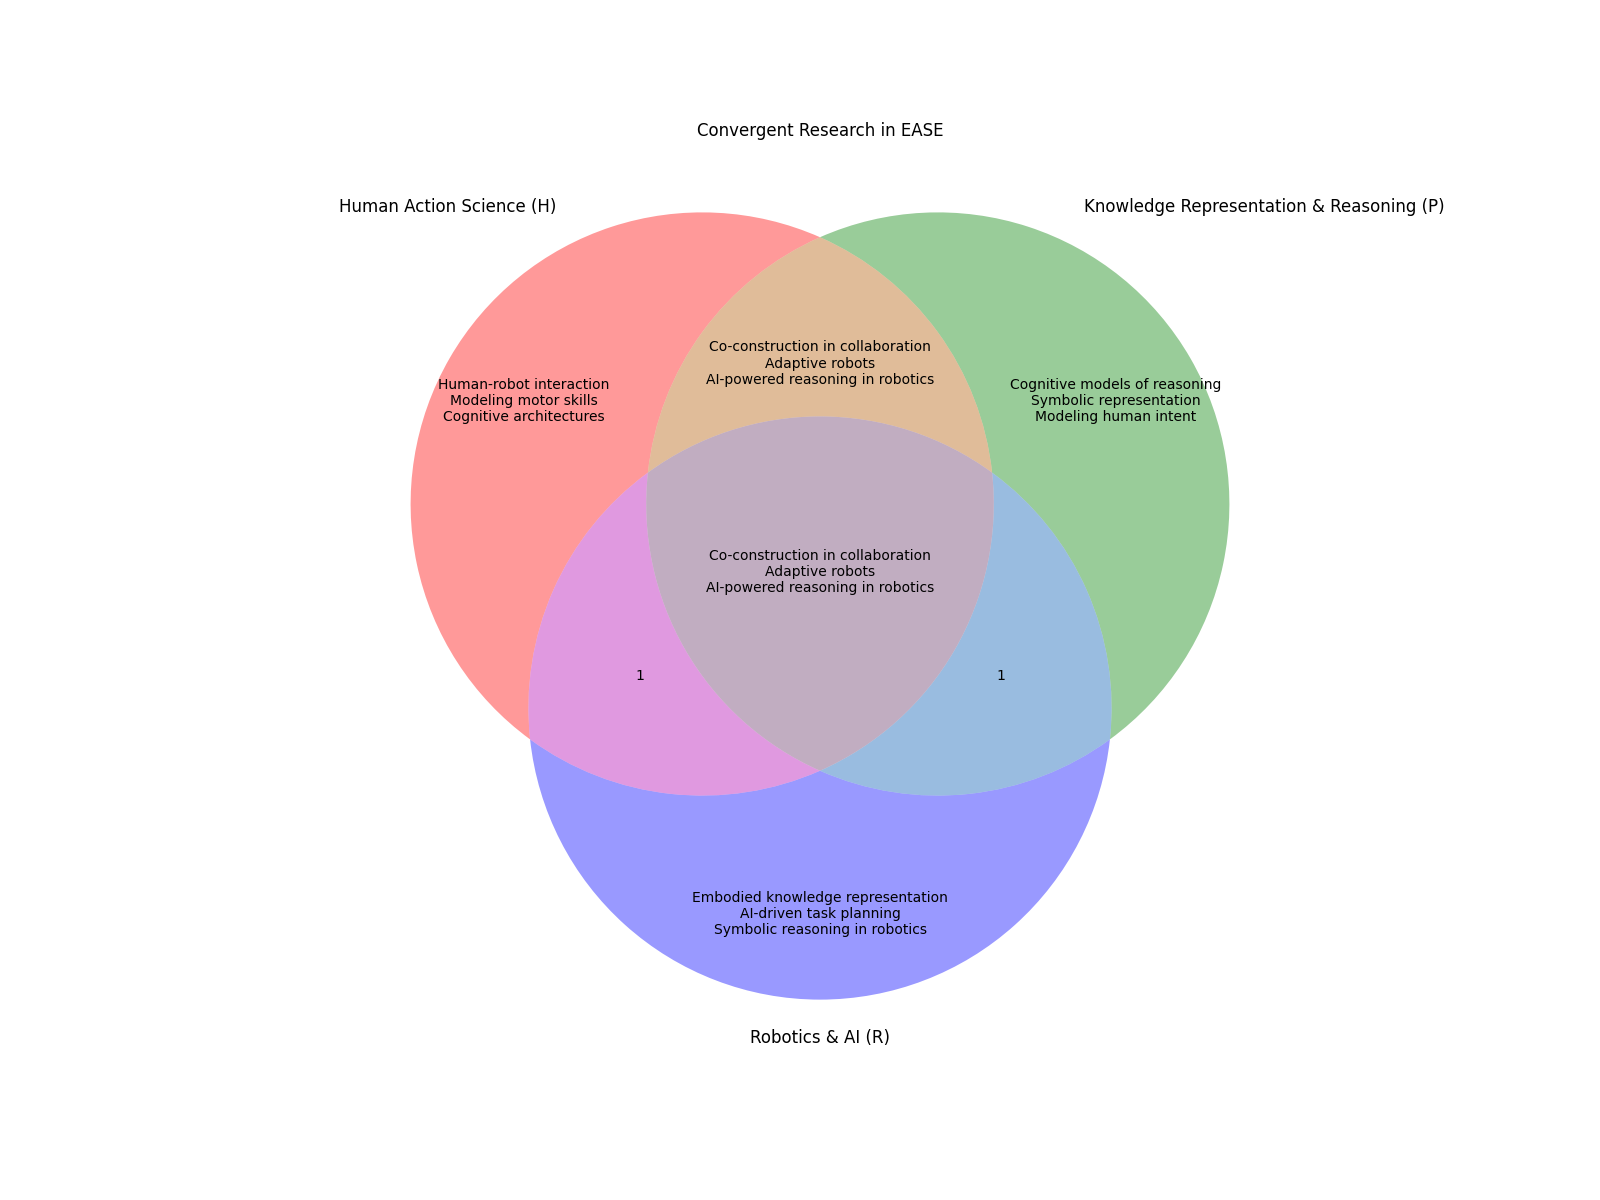 Convergent Research in EASE
Human Action Science (H)
Knowledge Representation & Reasoning (P)
Co-construction in collaboration
Adaptive robots
AI-powered reasoning in robotics
Human-robot interaction
Modeling motor skills
Cognitive architectures
Cognitive models of reasoning
Symbolic representation
Modeling human intent
Co-construction in collaboration
Adaptive robots
AI-powered reasoning in robotics
1
1
Embodied knowledge representation
AI-driven task planning
Symbolic reasoning in robotics
Robotics & AI (R)